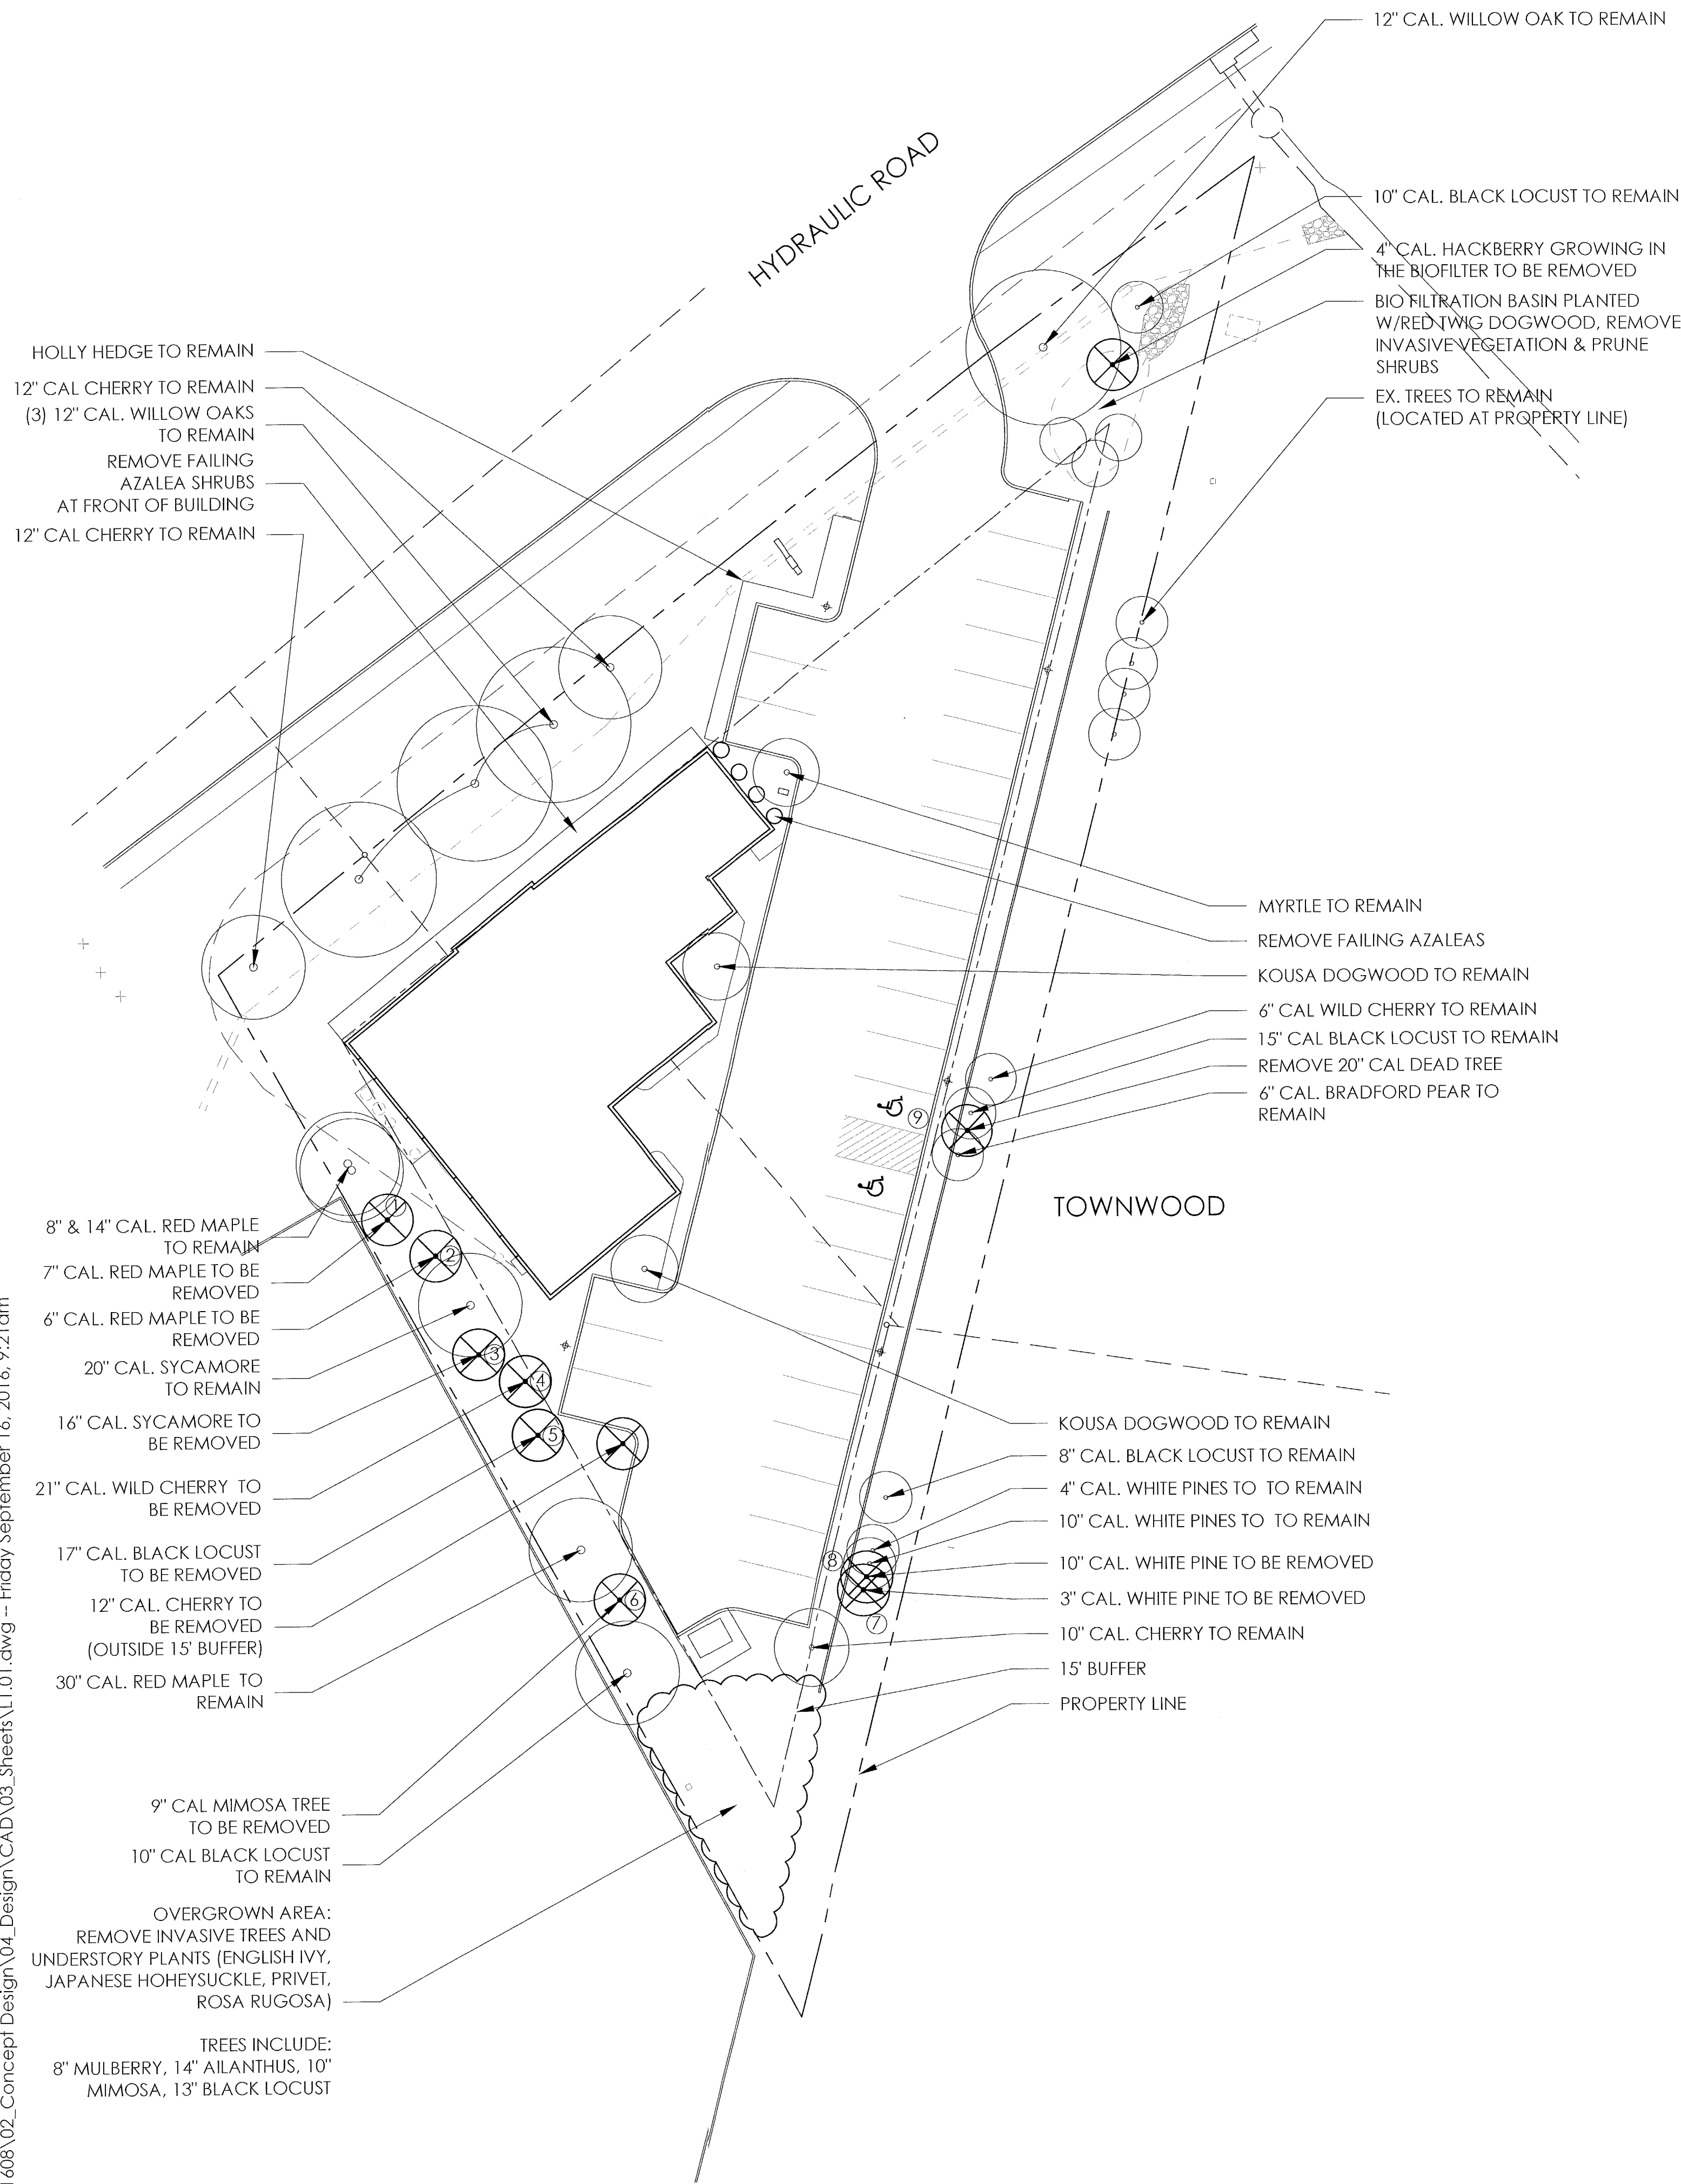 12" CAL. WILLOW OAK TO REMAIN
HYDRAULIC ROAD
10" CAL. BLACK LOCUST TO REMAIN
4" CAL. HACKBERRY GROWING IN
THE BIOFILTER TO BE REMOVED
BIO FILTRATION BASIN PLANTED
W/RED TWIG DOGWOOD, REMOVE
INVASIVE VEGETATION & PRUNE
SHRUBS
EX. TREES TO REMAIN
(LOCATED AT PROPERTY LINE)
HOLLY HEDGE TO REMAIN
12" CAL CHERRY TO REMAIN
(3) 12" CAL. WILLOW OAKS
TO REMAIN
REMOVE FAILING
AZALEA SHRUBS
AT FRONT OF BUILDING
12" CAL CHERRY TO REMAIN
MYRTLE TO REMAIN
REMOVE FAILING AZALEAS
KOUSA DOGWOOD TO REMAIN
6" CAL WILD CHERRY TO REMAIN
15" CAL BLACK LOCUST TO REMAIN
REMOVE 20" CAL DEAD TREE
6" CAL. BRADFORD PEAR TO
REMAIN
9
TOWNWOOD
8" & 14" CAL. RED MAPLE
TO REMAIN
7" CAL. RED MAPLE TO BE
REMOVED
6" CAL. RED MAPLE TO BE
REMOVED
20" CAL. SYCAMORE
TO REMAIN
16" CAL. SYCAMORE TO
BE REMOVED
21" CAL. WILD CHERRY TO
BE REMOVED
17" CAL. BLACK LOCUST
TO BE REMOVED
12" CAL. CHERRY TO
BE REMOVED
(OUTSIDE 15' BUFFER)
30" CAL. RED MAPLE TO
REMAIN
1
2
3
4
5
6
8
7
KOUSA DOGWOOD TO REMAIN
8" CAL. BLACK LOCUST TO REMAIN
4" CAL. WHITE PINES TO TO REMAIN
10" CAL. WHITE PINES TO TO REMAIN
10" CAL. WHITE PINE TO BE REMOVED
3" CAL. WHITE PINE TO BE REMOVED
10" CAL. CHERRY TO REMAIN
15' BUFFER
PROPERTY LINE
9" CAL MIMOSA TREE
TO BE REMOVED
10" CAL BLACK LOCUST
TO REMAIN
OVERGROWN AREA:
REMOVE INVASIVE TREES AND
UNDERSTORY PLANTS (ENGLISH IVY,
JAPANESE HOHEYSUCKLE, PRIVET,
ROSA RUGOSA)
TREES INCLUDE:
8" MULBERRY, 14" AILANTHUS, 10"
MIMOSA, 13" BLACK LOCUST
1608\02_Concept Design\04_Design\CAD\03_Sheets\L1.01.dwg -- Friday September 16, 2016, 9:21am